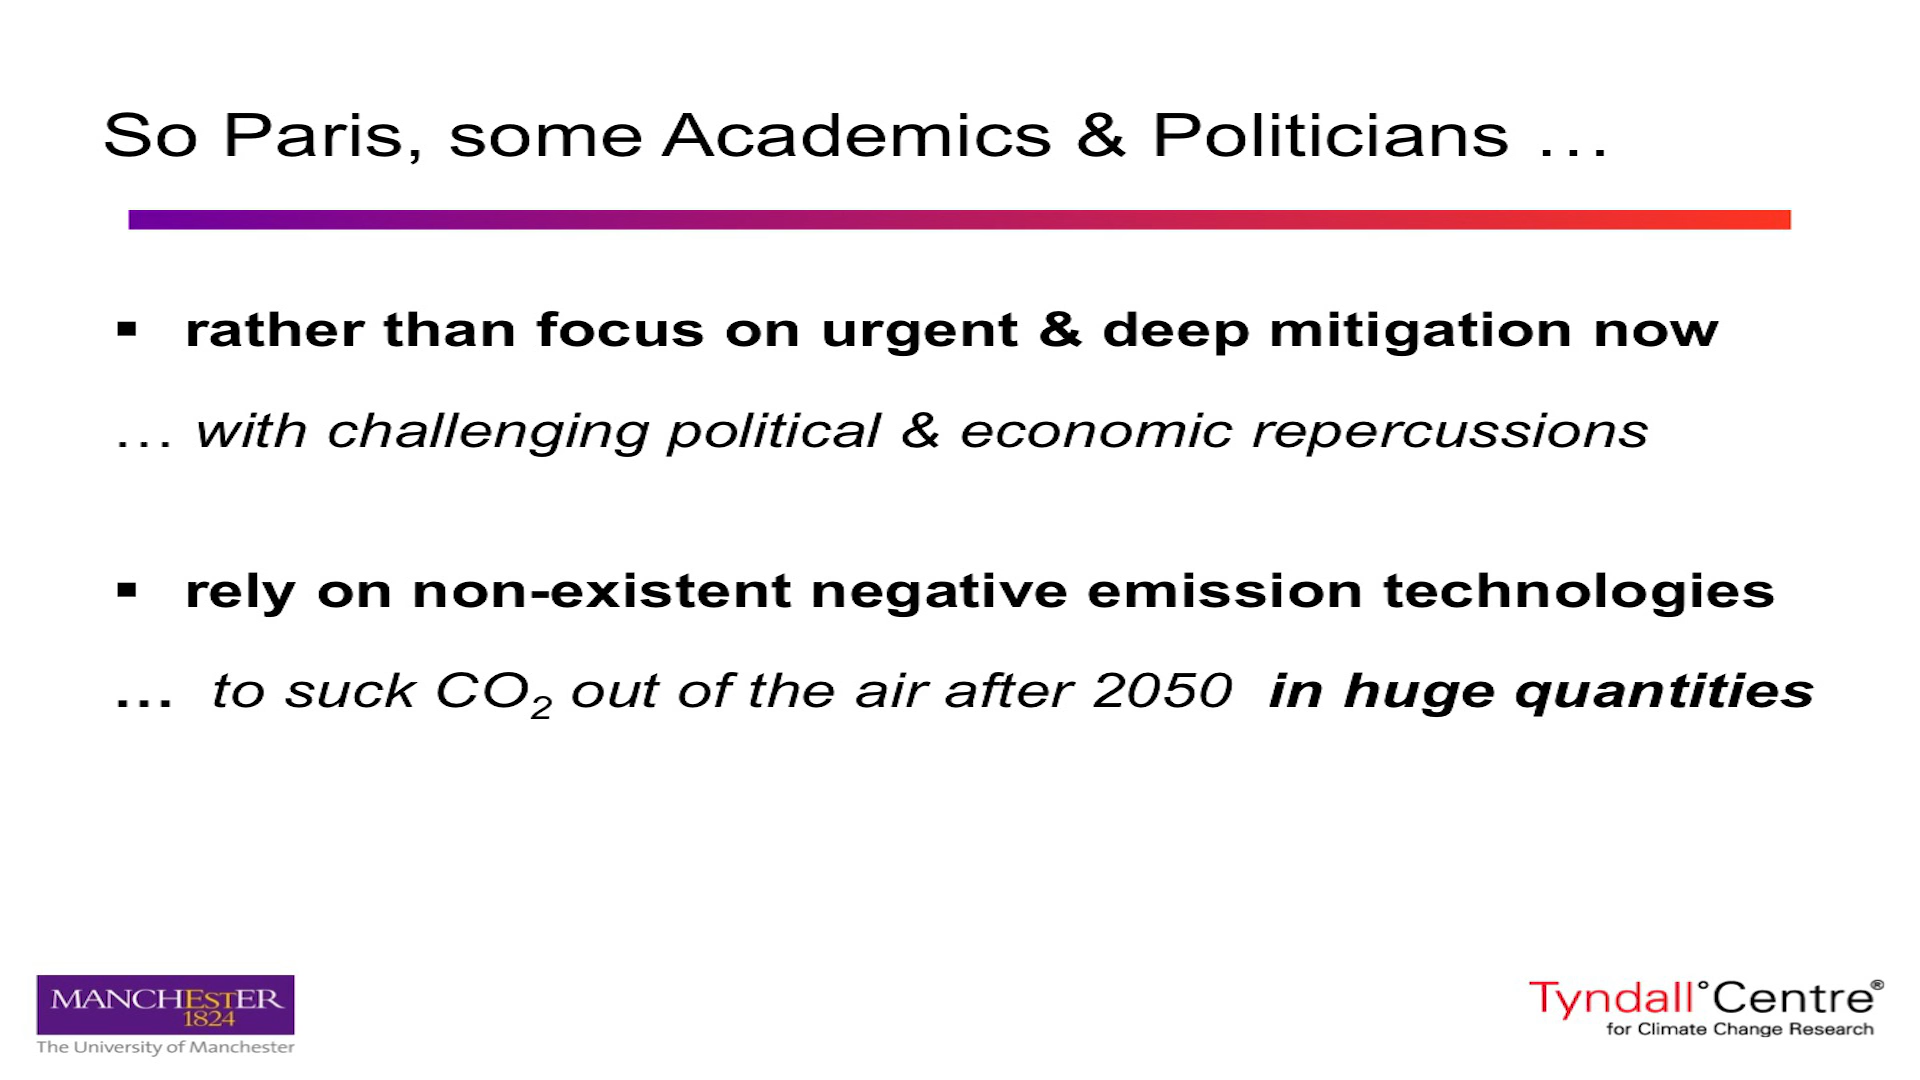 So Paris, some Academics & Politicians …
▪ rather than focus on urgent & deep mitigation now
… with challenging political & economic repercussions
▪ rely on non-existent negative emission technologies
… to suck CO₂ out of the air after 2050 in huge quantities
MANCHESTER
1824
The University of Manchester
Tyndall°Centre®
for Climate Change Research